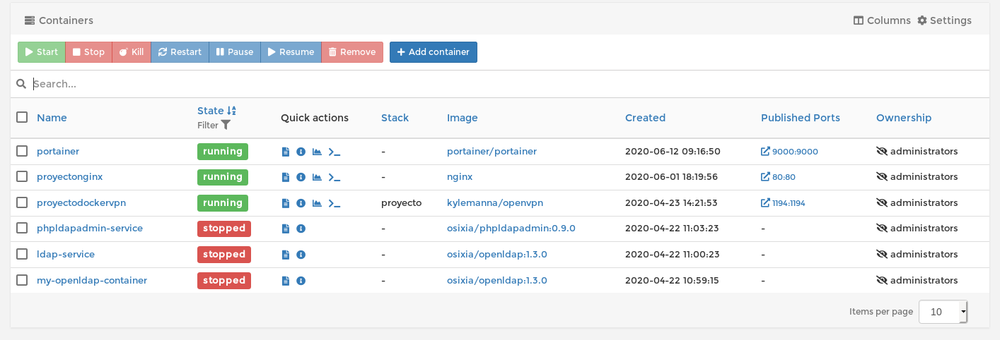 Containers Columns Settings
Start Stop Kill Restart Pause Resume Remove Add container
Search...
Name State Filter Quick actions Stack Image Created Published Ports Ownership
portainer running - portainer/portainer 2020-06-12 09:16:50 9000:9000 administrators
proyectonginx running - nginx 2020-06-01 18:19:56 80:80 administrators
proyectodockervpn running proyecto kylemanna/openvpn 2020-04-23 14:21:53 1194:1194 administrators
phpldapadmin-service stopped - osixia/phpldapadmin:0.9.0 2020-04-22 11:03:23 - administrators
ldap-service stopped - osixia/openldap:1.3.0 2020-04-22 11:00:23 - administrators
my-openldap-container stopped - osixia/openldap:1.3.0 2020-04-22 10:59:15 - administrators
Items per page 10